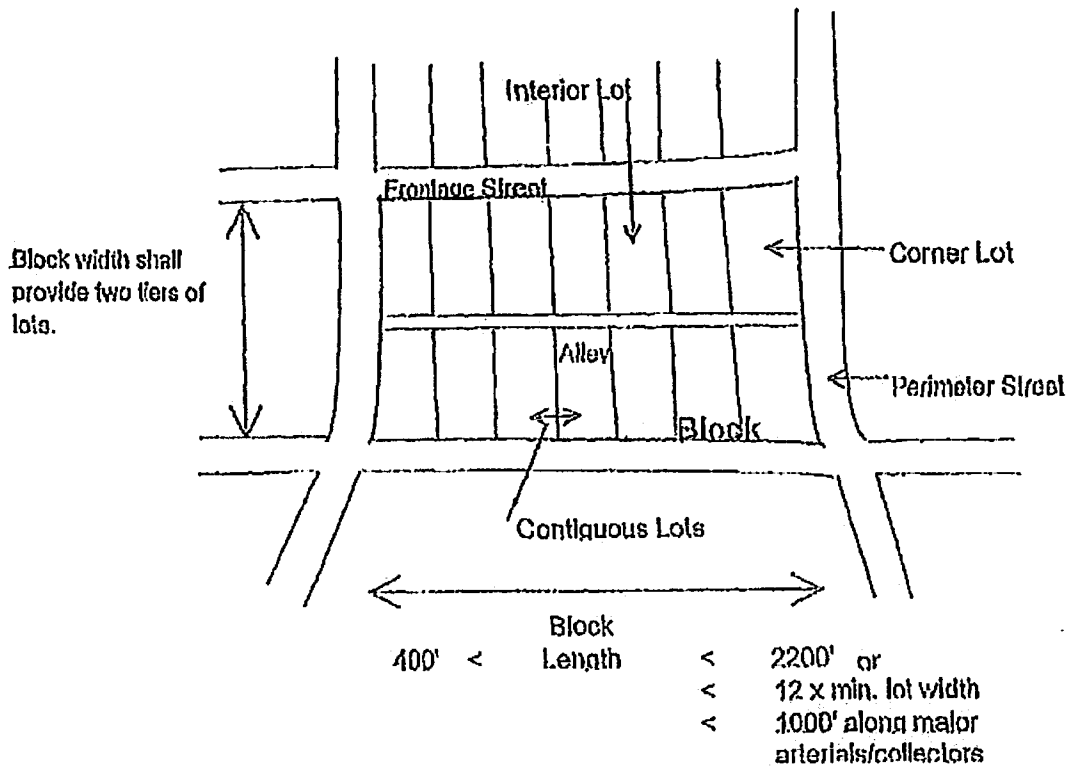 Interior Lot
Frontage Street
Block width shall
provide two tiers of
lots.
Corner Lot
Alley
Perimeter Street
Block
Contiguous Lots
Block
400' < Length < 2200' or
< 12 x min. lot width
< 1000' along major
arterials/collectors